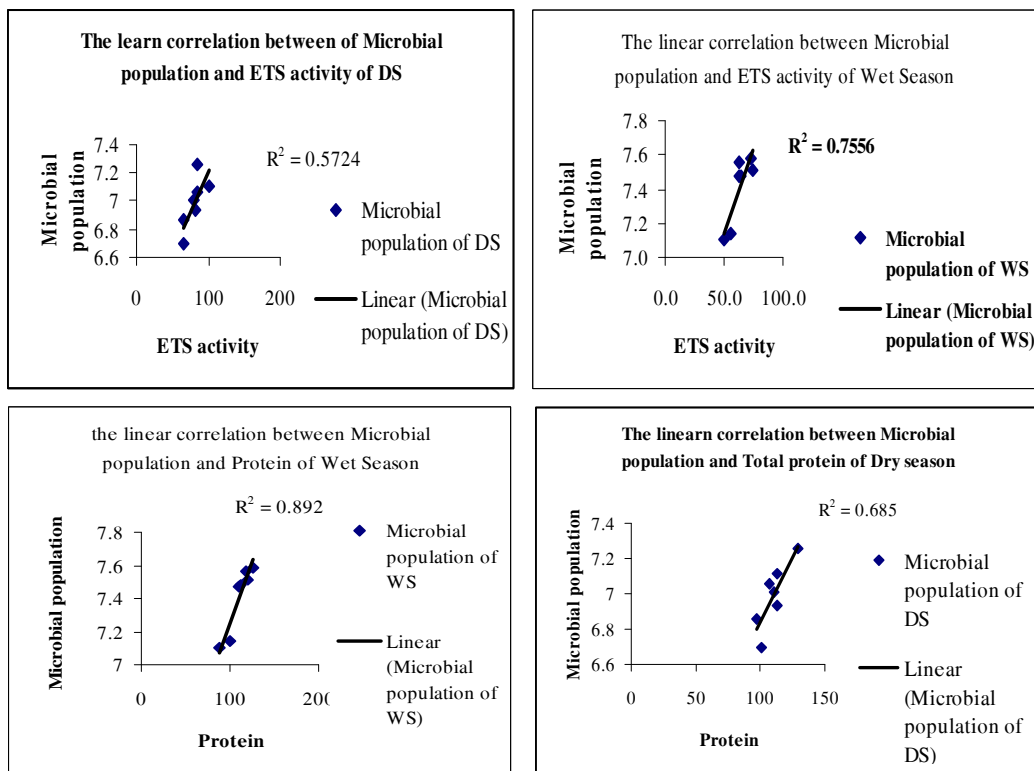 The learn correlation between of Microbial
population and ETS activity of DS
R² = 0.5724
7.4
7.2
7
6.8
6.6
0 100 200
Microbial
population
ETS activity
Microbial
population of DS
Linear (Microbial
population of DS)
The linear correlation between Microbial
population and ETS activity of Wet Season
R² = 0.7556
7.8
7.6
7.4
7.2
7.0
0.0 50.0 100.0
Microbial
population
ETS activity
Microbial
population of WS
Linear (Microbial
population of WS)
the linear correlation between Microbial
population and Protein of Wet Season
R² = 0.892
7.8
7.6
7.4
7.2
7
0 100 200
Microbial population
Protein
Microbial
population of
WS
Linear
(Microbial
population of
WS)
The linearn correlation between Microbial
population and Total protein of Dry season
R² = 0.685
7.4
7.2
7
6.8
6.6
0 50 100 150
Microbial population
Protein
Microbial
population of
DS
Linear
(Microbial
population of
DS)